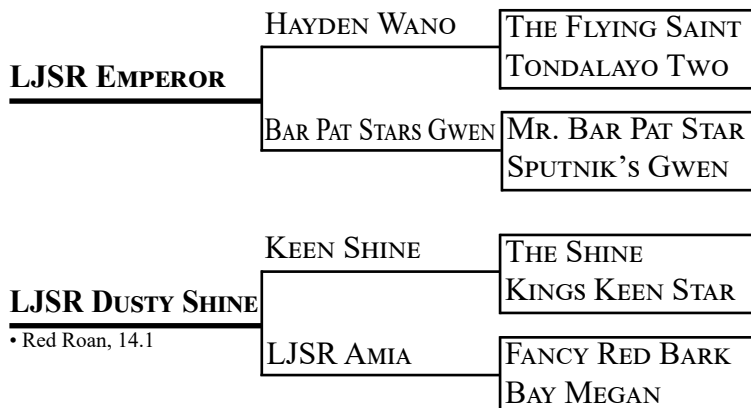 Hayden Wano
The Flying Saint
Tondalayo Two
LJSR Emperor
Bar Pat Stars Gwen
Mr. Bar Pat Star
Sputnik's Gwen
Keen Shine
The Shine
Kings Keen Star
LJSR Dusty Shine
• Red Roan, 14.1
LJSR Amia
Fancy Red Bark
Bay Megan